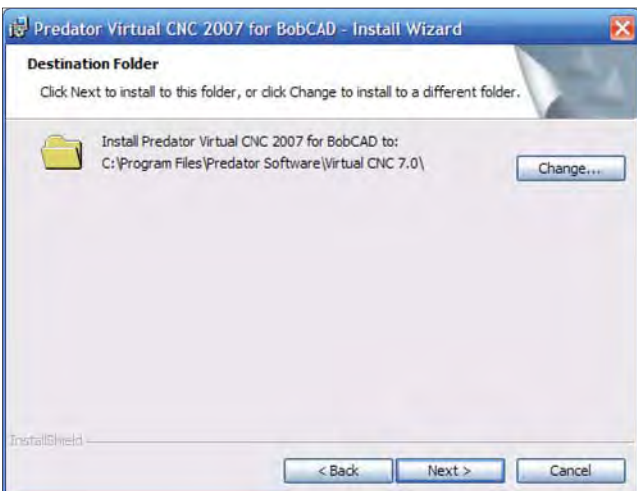 Predator Virtual CNC 2007 for BobCAD - Install Wizard
Destination Folder
Click Next to install to this folder, or click Change to install to a different folder.
Install Predator Virtual CNC 2007 for BobCAD to:
C:\Program Files\Predator Software\Virtual CNC 7.0\
Change...
InstallShield
< Back
Next >
Cancel